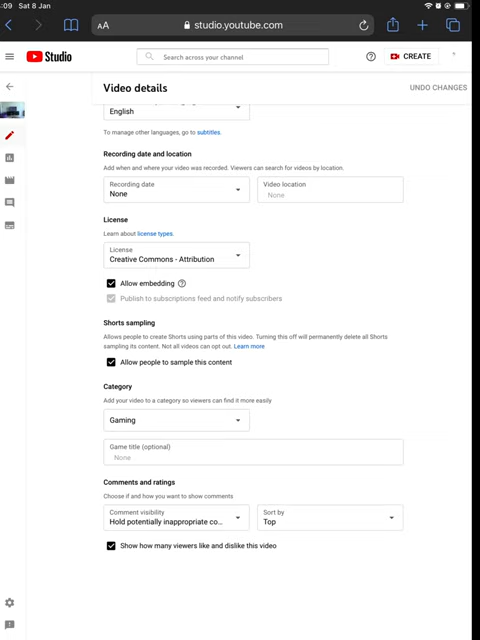 :09 Sat 8 Jan
AA studio.youtube.com
Studio
Search across your channel
CREATE
Video details
UNDO CHANGES
English
To manage other languages, go to subtitles.
Recording date and location
Add when and where your video was recorded. Viewers can search for videos by location.
Recording date
None
Video location
None
License
Learn about license types.
License
Creative Commons - Attribution
Allow embedding
Publish to subscriptions feed and notify subscribers
Shorts sampling
Allows people to create Shorts using parts of this video. Turning this off will permanently delete all Shorts
sampling its content. Not all videos can opt out. Learn more
Allow people to sample this content
Category
Add your video to a category so viewers can find it more easily
Gaming
Game title (optional)
None
Comments and ratings
Choose if and how you want to show comments
Comment visibility
Hold potentially inappropriate co...
Sort by
Top
Show how many viewers like and dislike this video